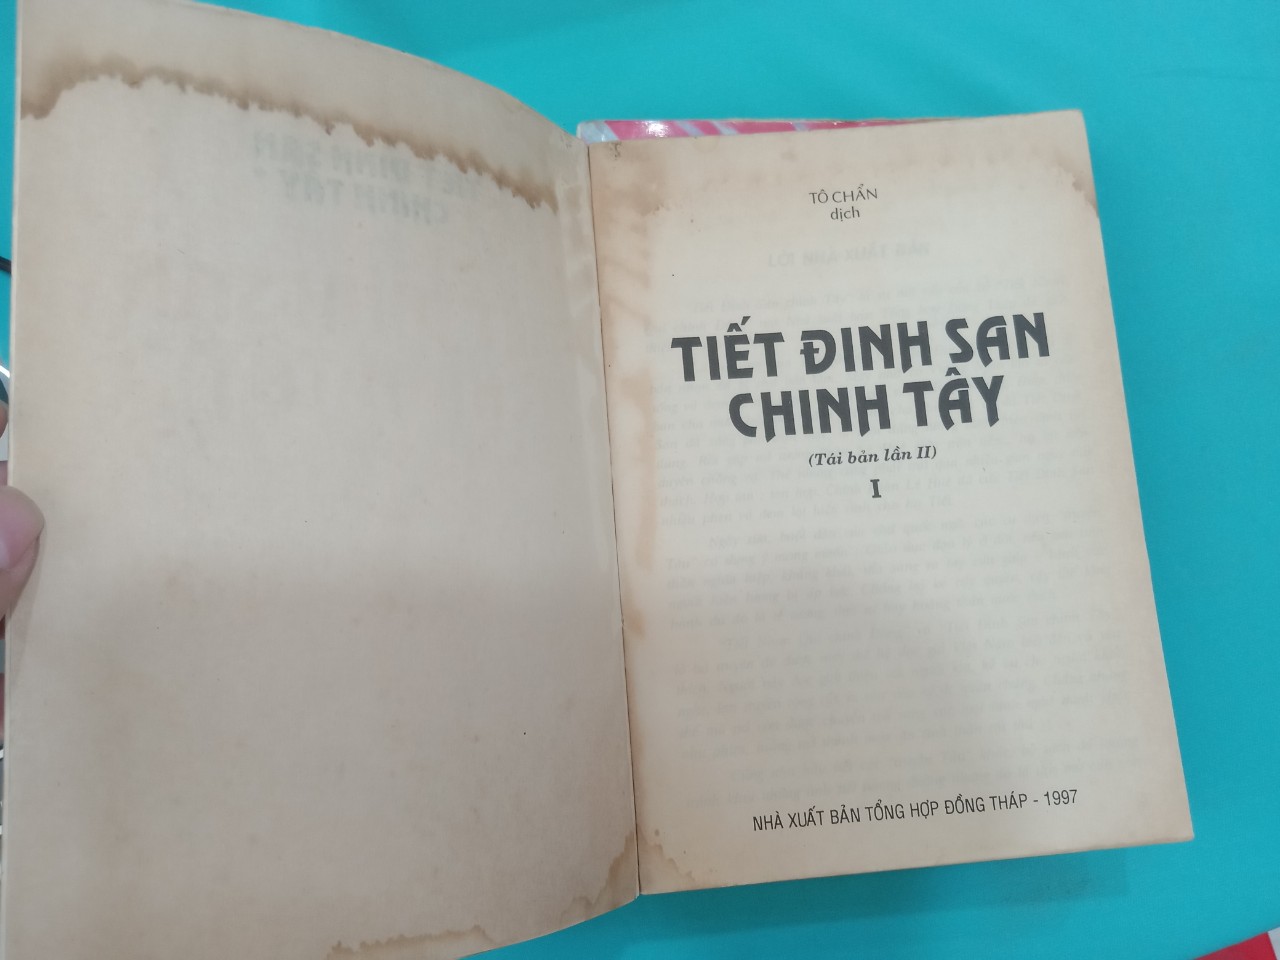 TÔ CHẨN
dịch
TIẾT ĐINH SAN
CHINH TÂY
(Tái bản lần II)
I
NHÀ XUẤT BẢN TỔNG HỢP ĐỒNG THÁP - 1997